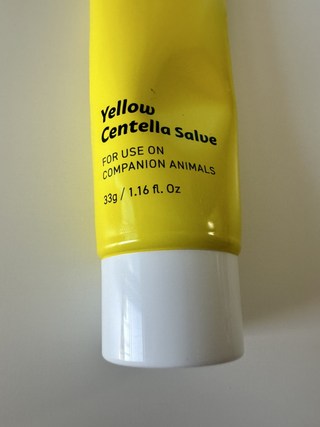 Yellow
Centella Salve
FOR USE ON
COMPANION ANIMALS
33g / 1.16 fl. Oz